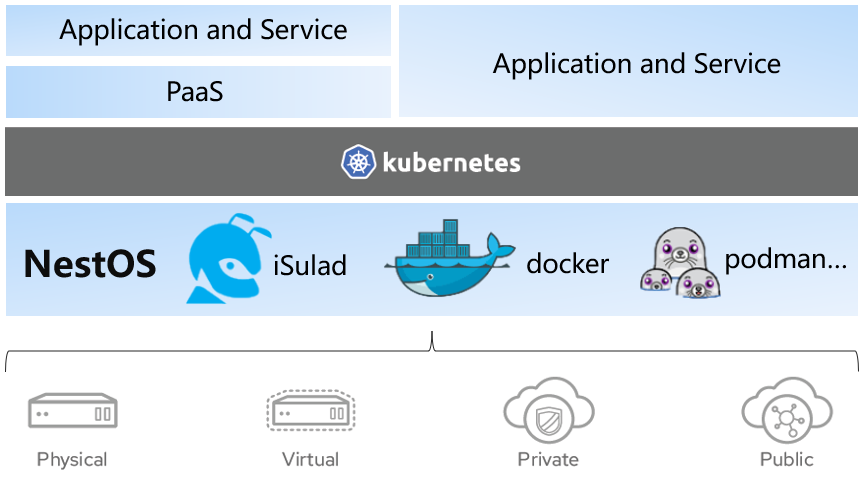 Application and Service
PaaS
Application and Service
kubernetes
NestOS
iSulad
docker
podman...
Physical
Virtual
Private
Public